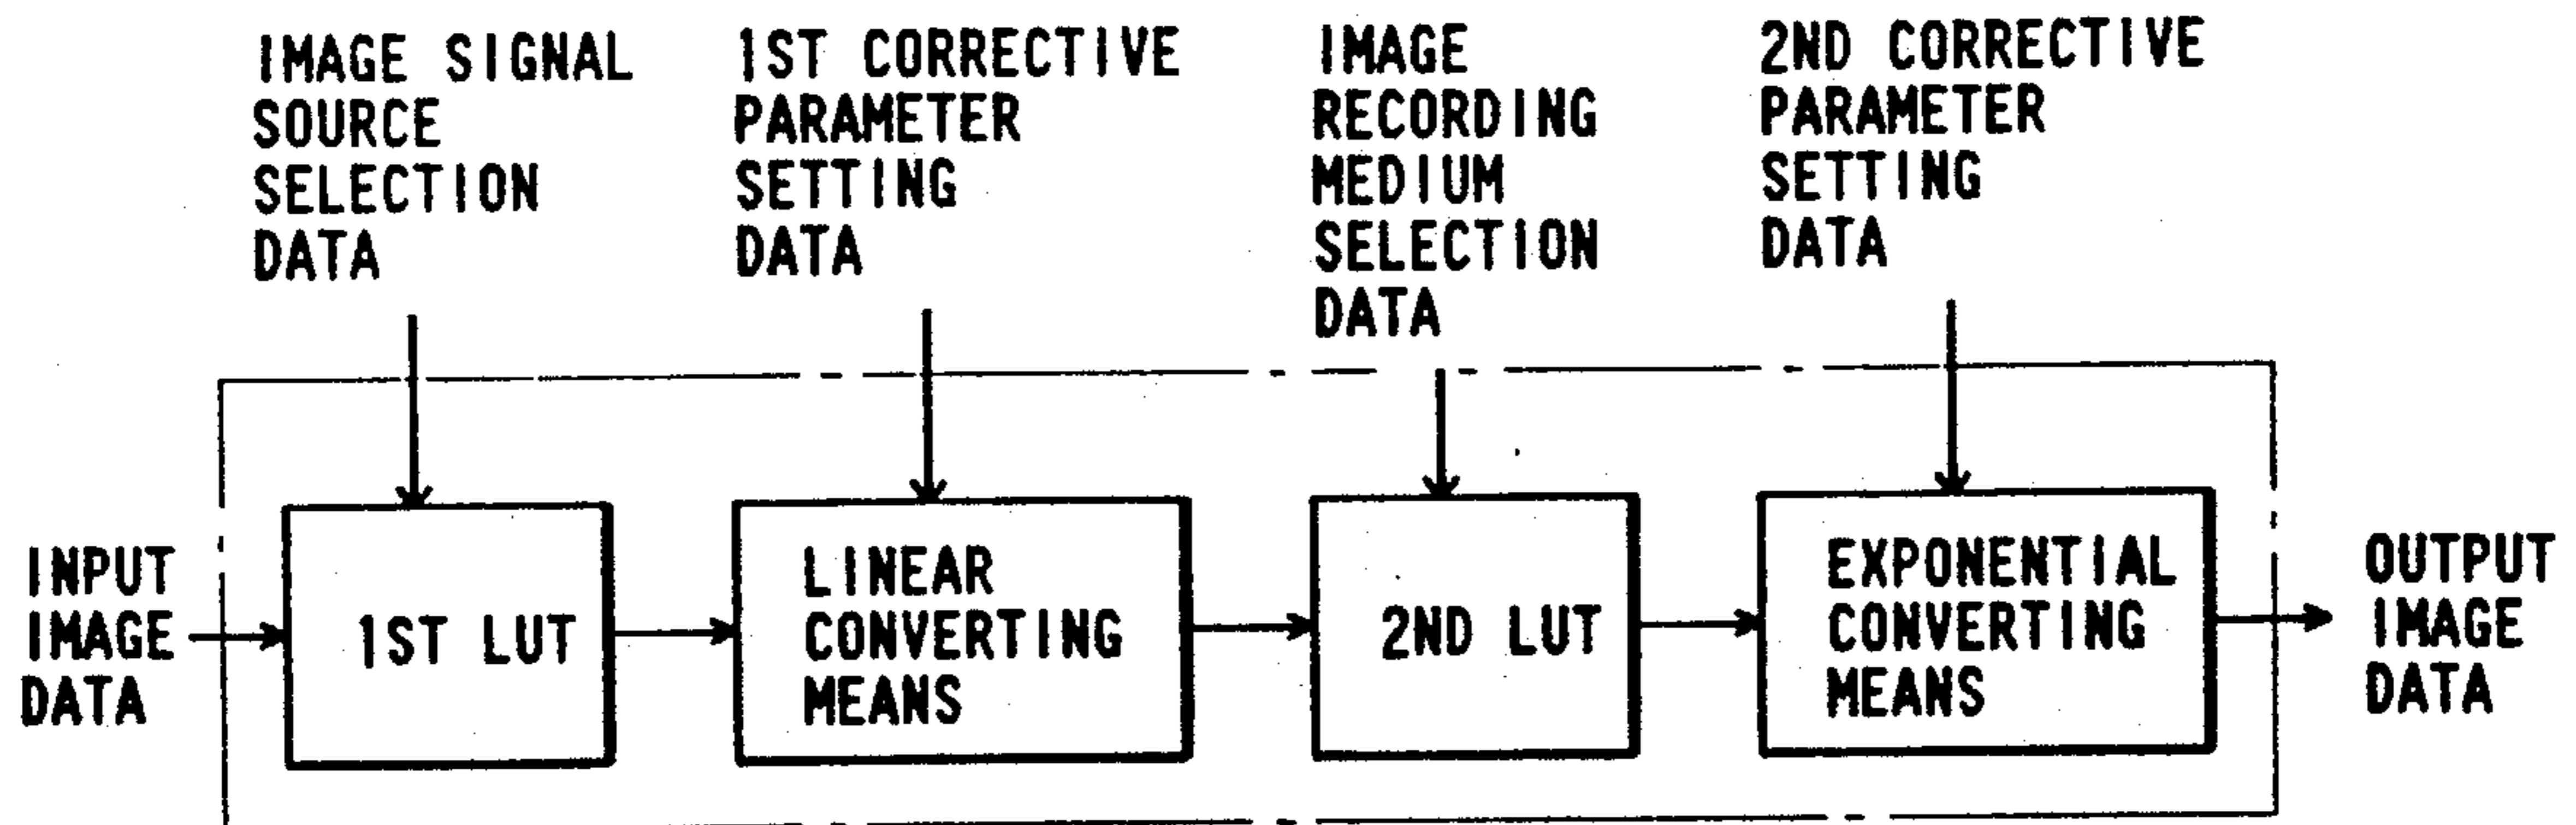 IMAGE SIGNAL
SOURCE
SELECTION
DATA
1ST CORRECTIVE
PARAMETER
SETTING
DATA
IMAGE
RECORDING
MEDIUM
SELECTION
DATA
2ND CORRECTIVE
PARAMETER
SETTING
DATA
INPUT
IMAGE
DATA
1ST LUT
LINEAR
CONVERTING
MEANS
2ND LUT
EXPONENTIAL
CONVERTING
MEANS
OUTPUT
IMAGE
DATA